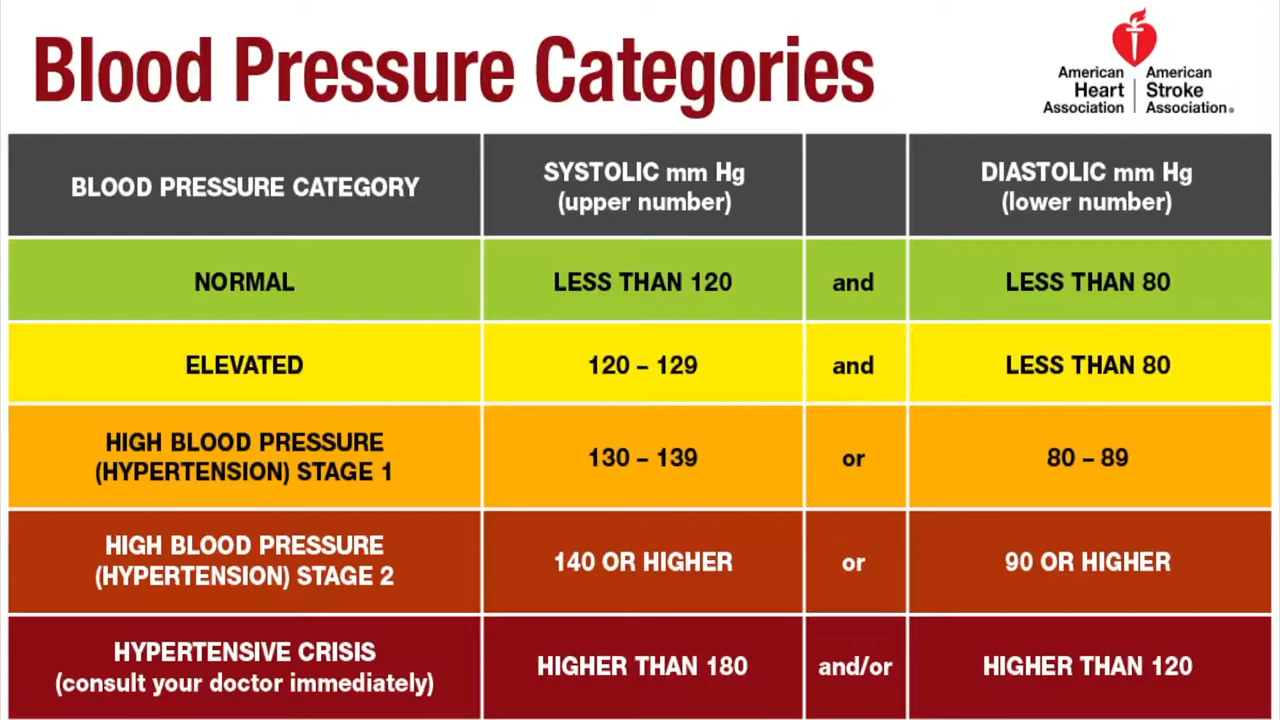 Blood Pressure Categories
American Heart Association
American Stroke Association®
BLOOD PRESSURE CATEGORY
SYSTOLIC mm Hg
(upper number)
DIASTOLIC mm Hg
(lower number)
NORMAL
LESS THAN 120
and
LESS THAN 80
ELEVATED
120 – 129
and
LESS THAN 80
HIGH BLOOD PRESSURE
(HYPERTENSION) STAGE 1
130 – 139
or
80 – 89
HIGH BLOOD PRESSURE
(HYPERTENSION) STAGE 2
140 OR HIGHER
or
90 OR HIGHER
HYPERTENSIVE CRISIS
(consult your doctor immediately)
HIGHER THAN 180
and/or
HIGHER THAN 120